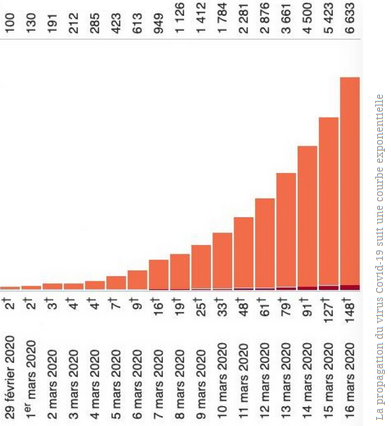 100
130
191
212
285
423
613
949
1 126
1 412
1 784
2 281
2 876
3 661
4 500
5 423
6 633
2†
2†
3†
4†
4†
7†
9†
16†
19†
25†
33†
48†
61†
79†
91†
127†
148†
29 février 2020
1er mars 2020
2 mars 2020
3 mars 2020
4 mars 2020
5 mars 2020
6 mars 2020
7 mars 2020
8 mars 2020
9 mars 2020
10 mars 2020
11 mars 2020
12 mars 2020
13 mars 2020
14 mars 2020
15 mars 2020
16 mars 2020
La propagation du virus Covid-19 suit une courbe exponentielle